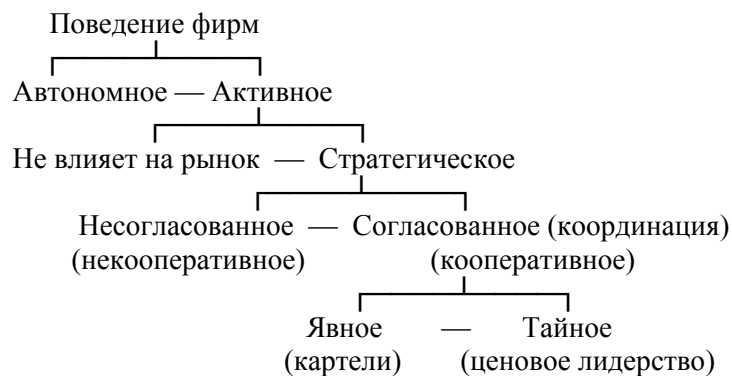 Поведение фирм
Автономное — Активное
Не влияет на рынок — Стратегическое
Несогласованное — Согласованное (координация)
(некооперативное) (кооперативное)
Явное — Тайное
(картели) (ценовое лидерство)